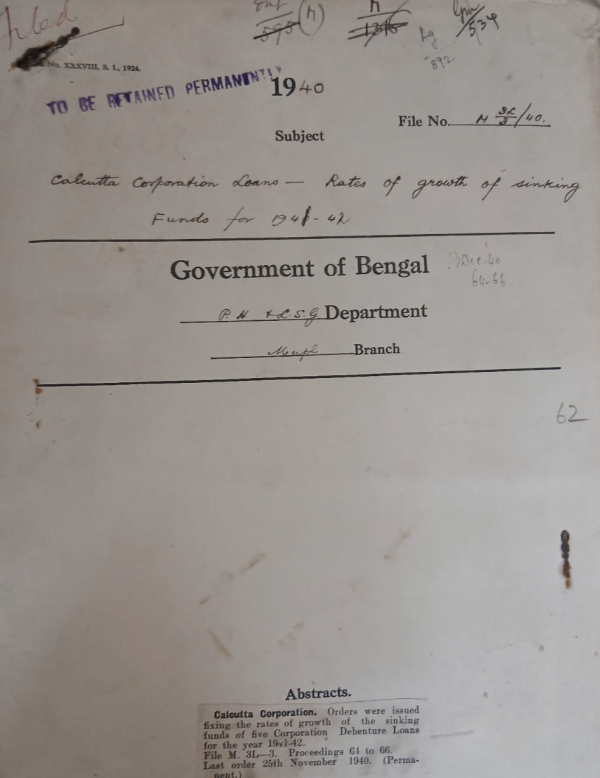 Filed
(n)
n
No. XXXVIII, S. L, 1924.
892
TO BE RETAINED PERMANENTLY
1940
File No. M 3L/3/40.
Subject
Calcutta Corporation Loans — Rates of growth of sinking
Funds for 1941-42
Government of Bengal
64-66
P. H & L S. G Department
Branch
62
Abstracts.
Calcutta Corporation. Orders were issued
fixing the rates of growth of the sinking
funds of five Corporation Debenture Loans
for the year 1941-42.
File M. 3L—3. Proceedings 64 to 66.
Last order 25th November 1940. (Perma-
nent.)